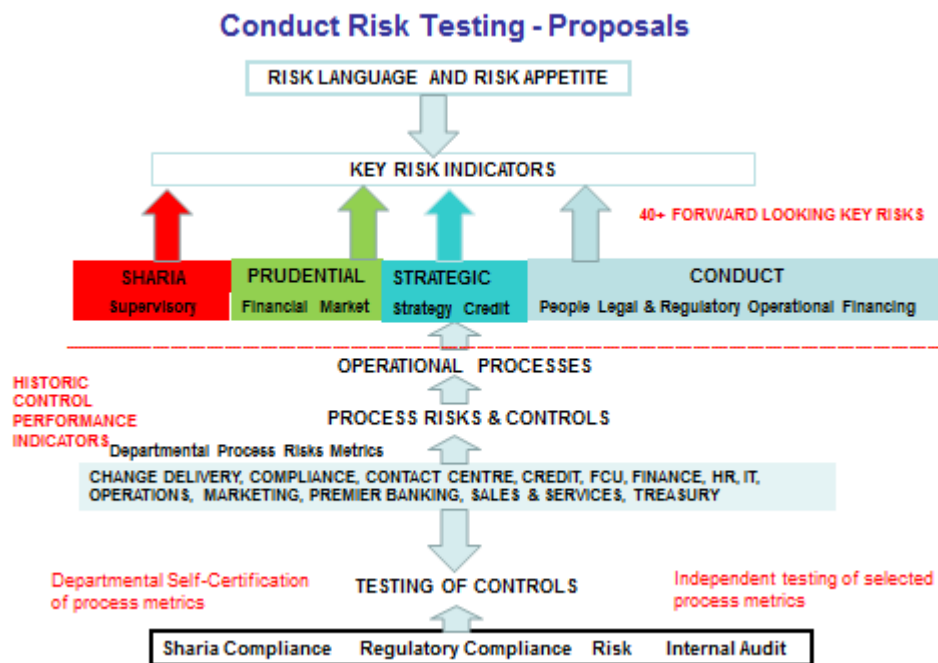 Conduct Risk Testing - Proposals
RISK LANGUAGE AND RISK APPETITE
KEY RISK INDICATORS
40+ FORWARD LOOKING KEY RISKS
SHARIA
Supervisory
PRUDENTIAL
Financial Market
STRATEGIC
Strategy Credit
CONDUCT
People Legal & Regulatory Operational Financing
OPERATIONAL PROCESSES
HISTORIC
CONTROL
PERFORMANCE
INDICATORS
PROCESS RISKS & CONTROLS
Departmental Process Risks Metrics
CHANGE DELIVERY, COMPLIANCE, CONTACT CENTRE, CREDIT, FCU, FINANCE, HR, IT,
OPERATIONS, MARKETING, PREMIER BANKING, SALES & SERVICES, TREASURY
Departmental Self-Certification
of process metrics
TESTING OF CONTROLS
Independent testing of selected
process metrics
Sharia Compliance Regulatory Compliance Risk Internal Audit